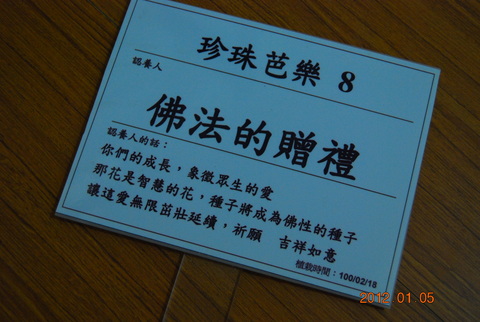 珍珠芭樂 8
認養人
佛法的贈禮
認養人的話：
你們的成長，象徵眾生的愛
那花是智慧的花，種子將成為佛性的種子
讓這愛無限茁壯延續，祈願 吉祥如意
植栽時間：100/02/18
2012 01 05